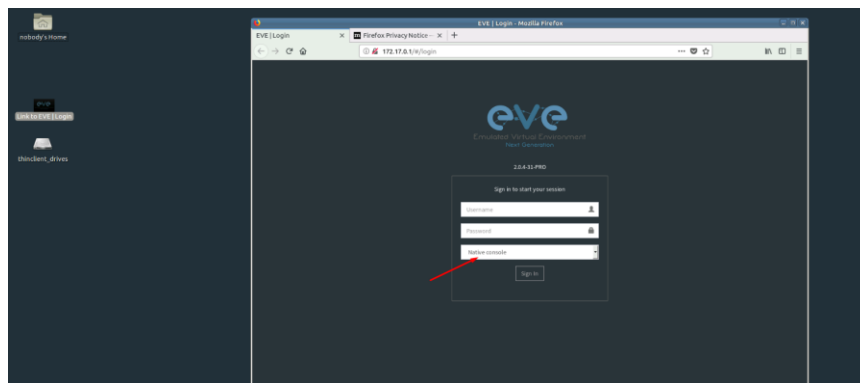 nobody's Home
Link to EVE | Login
thinclient_drives
EVE | Login - Mozilla Firefox
EVE | Login
Firefox Privacy Notice —
172.17.0.1/#/login
eve
Emulated Virtual Environment
Next Generation
2.0.4-31-PRO
Sign in to start your session
Username
Password
Native console
Sign In